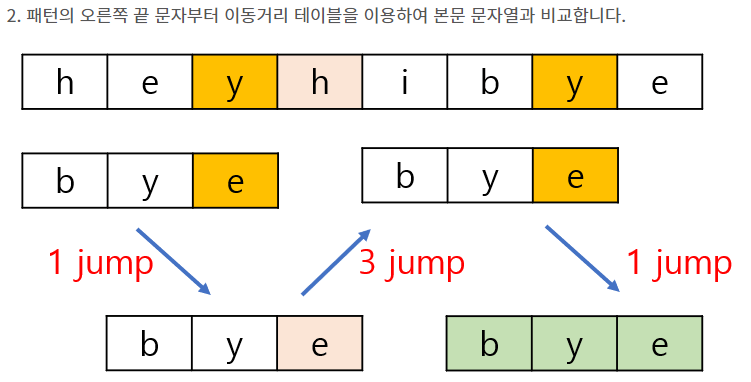 2. 패턴의 오른쪽 끝 문자부터 이동거리 테이블을 이용하여 본문 문자열과 비교합니다.
h e y h i b y e
b y e b y e
1 jump 3 jump 1 jump
b y e b y e